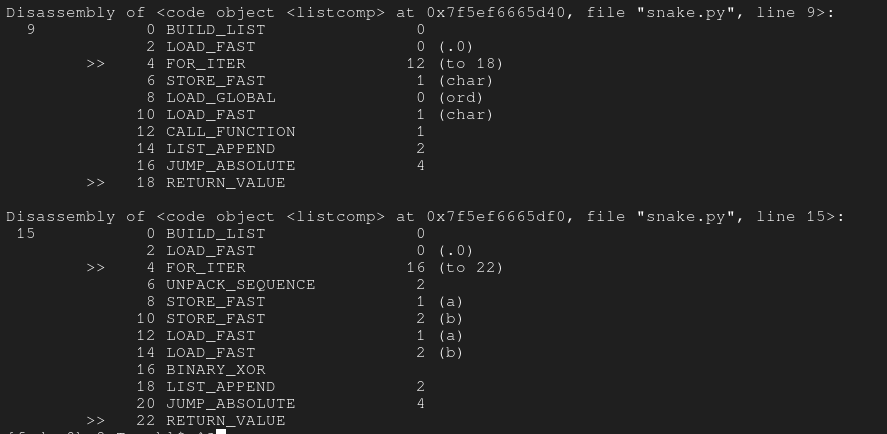 Disassembly of <code object <listcomp> at 0x7f5ef6665d40, file "snake.py", line 9>:
  9           0 BUILD_LIST               0
              2 LOAD_FAST                0 (.0)
        >>    4 FOR_ITER                12 (to 18)
              6 STORE_FAST               1 (char)
              8 LOAD_GLOBAL              0 (ord)
             10 LOAD_FAST                1 (char)
             12 CALL_FUNCTION            1
             14 LIST_APPEND              2
             16 JUMP_ABSOLUTE            4
        >>   18 RETURN_VALUE

Disassembly of <code object <listcomp> at 0x7f5ef6665df0, file "snake.py", line 15>:
 15           0 BUILD_LIST               0
              2 LOAD_FAST                0 (.0)
        >>    4 FOR_ITER                16 (to 22)
              6 UNPACK_SEQUENCE          2
              8 STORE_FAST               1 (a)
             10 STORE_FAST               2 (b)
             12 LOAD_FAST                1 (a)
             14 LOAD_FAST                2 (b)
             16 BINARY_XOR
             18 LIST_APPEND              2
             20 JUMP_ABSOLUTE            4
        >>   22 RETURN_VALUE